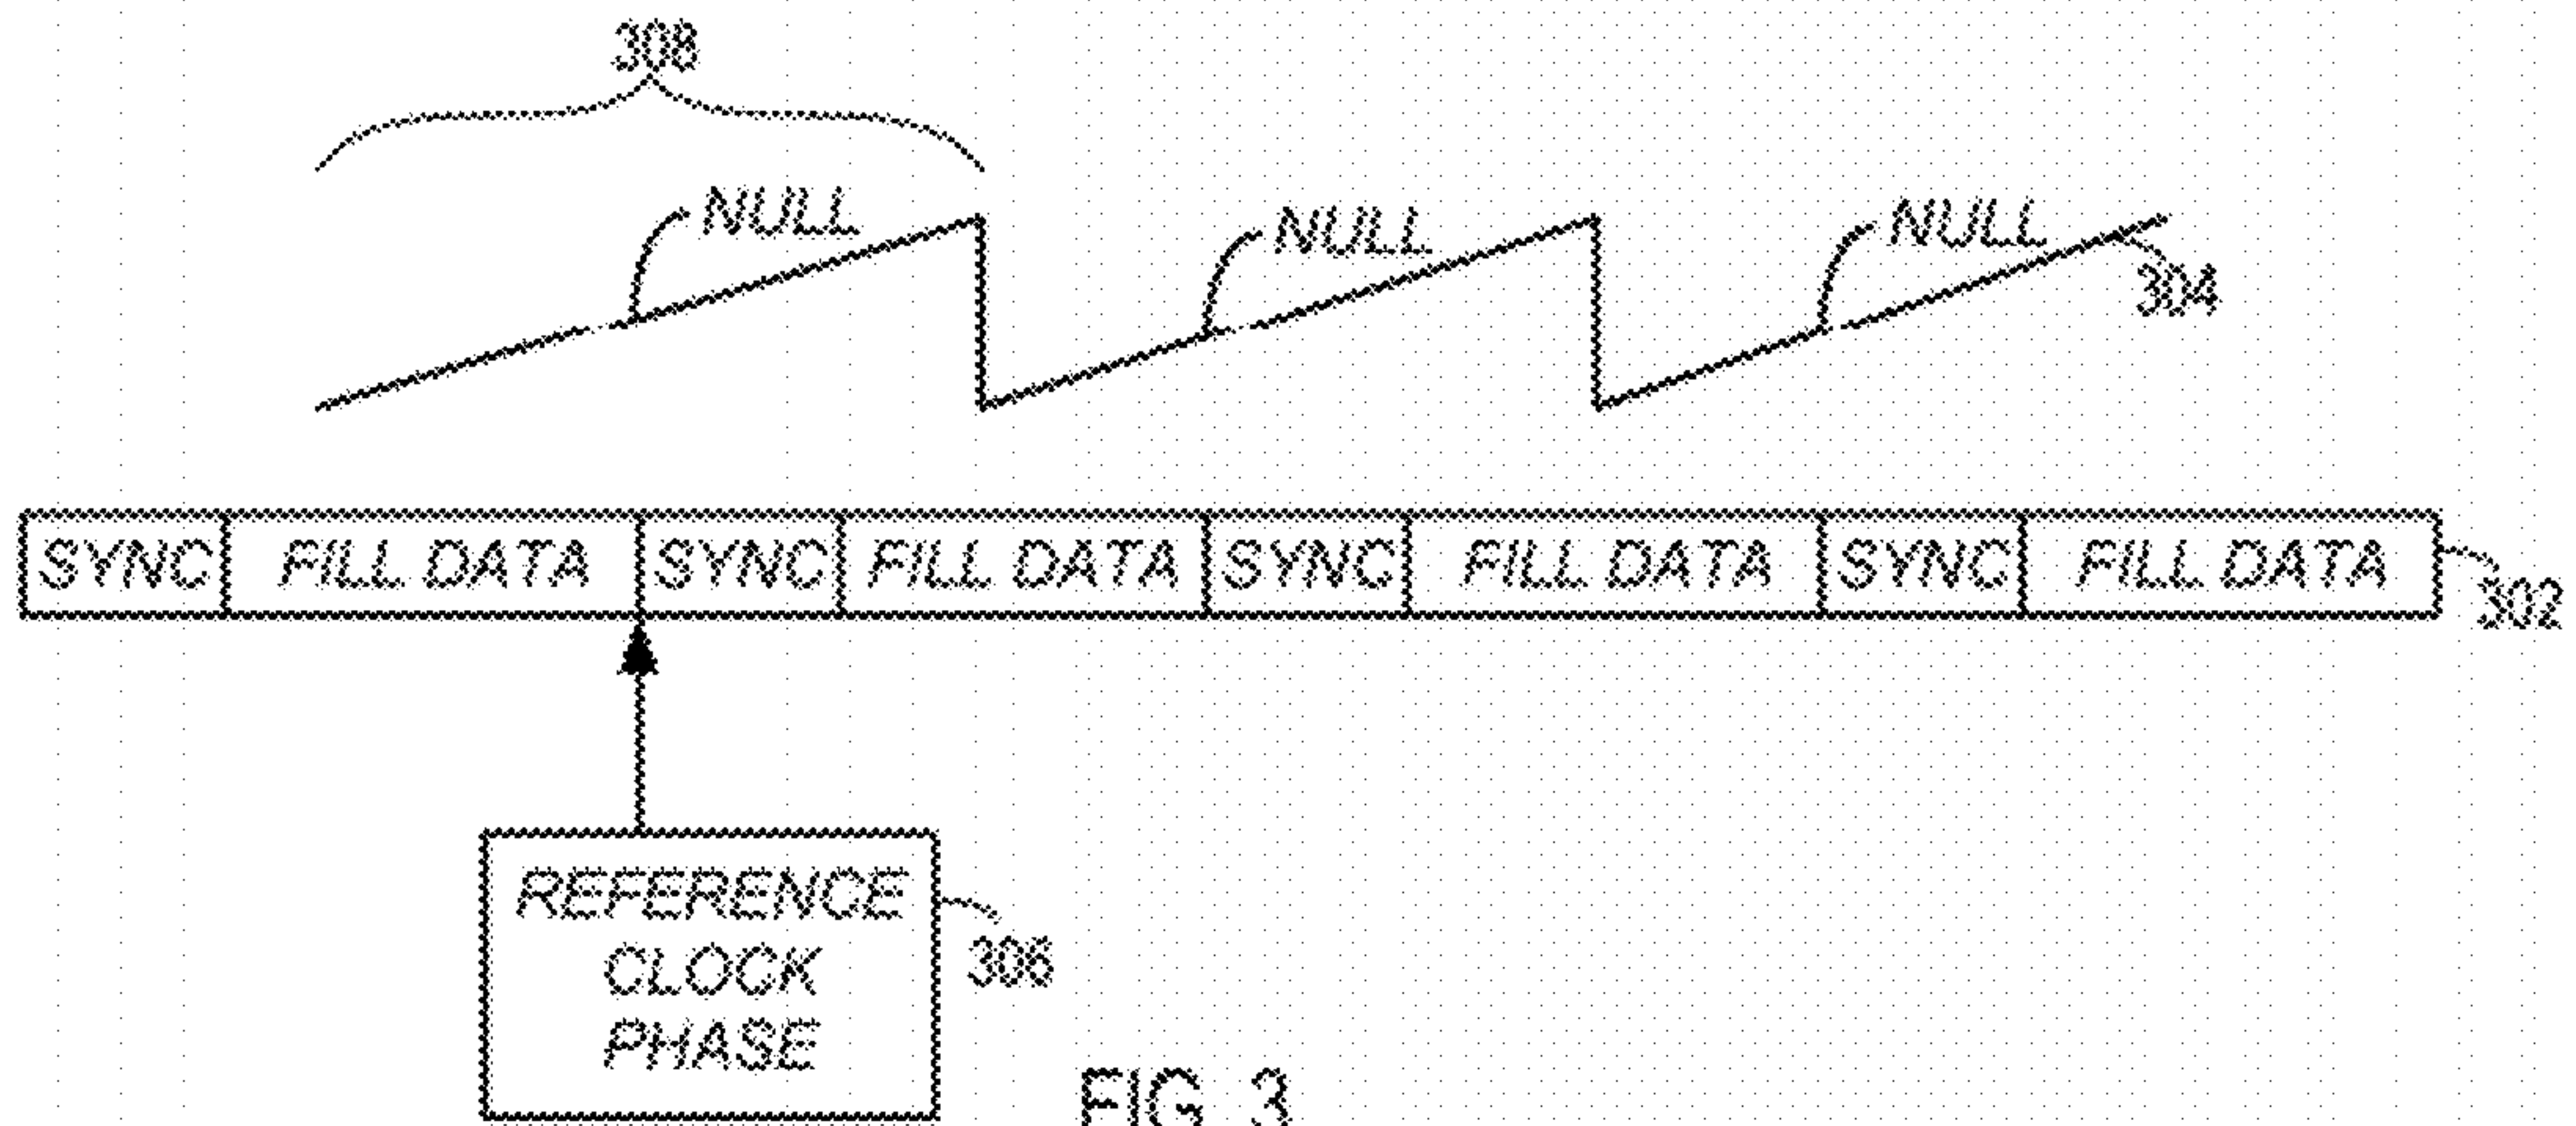 308
NULL
NULL
NULL
304
SYNC FILL DATA SYNC FILL DATA SYNC FILL DATA SYNC FILL DATA
302
REFERENCE
CLOCK
PHASE
306
FIG. 3